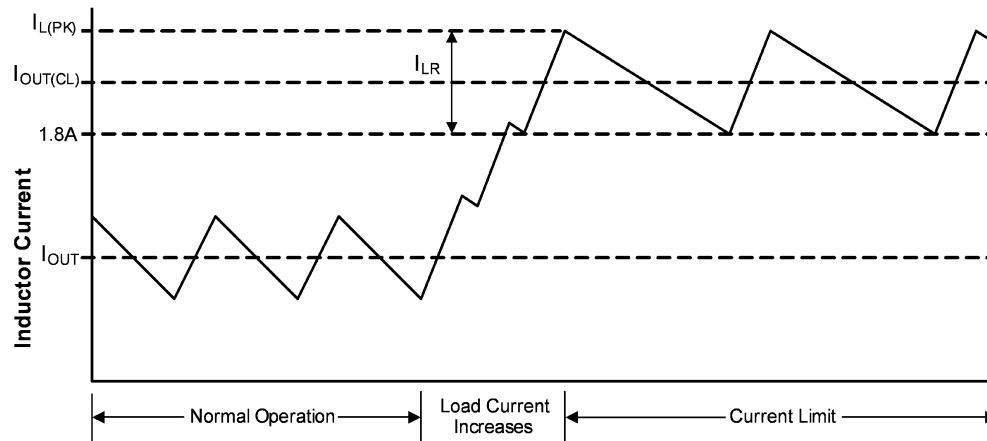 I_L(PK)
I_LR
I_OUT(CL)
1.8A
Inductor Current
I_OUT
Normal Operation
Load Current
Increases
Current Limit